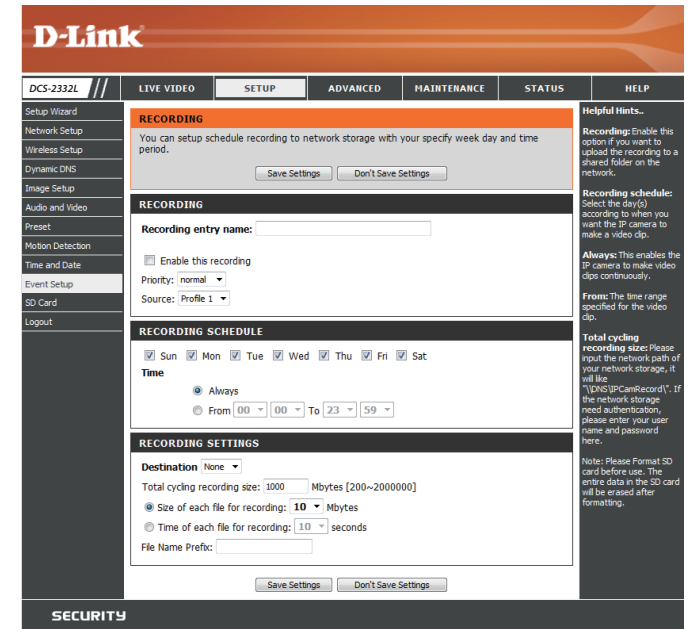 D-Link
DCS-2332L // LIVE VIDEO SETUP ADVANCED MAINTENANCE STATUS HELP
Setup Wizard
Network Setup
Wireless Setup
Dynamic DNS
Image Setup
Audio and Video
Preset
Motion Detection
Time and Date
Event Setup
SD Card
Logout
RECORDING
You can setup schedule recording to network storage with your specify week day and time
period.
Save Settings Don't Save Settings
RECORDING
Recording entry name:
Enable this recording
Priority: normal
Source: Profile 1
RECORDING SCHEDULE
Sun Mon Tue Wed Thu Fri Sat
Time
Always
From 00 00 To 23 59
RECORDING SETTINGS
Destination None
Total cycling recording size: 1000 Mbytes [200~2000000]
Size of each file for recording: 10 Mbytes
Time of each file for recording: 10 seconds
File Name Prefix:
Save Settings Don't Save Settings
Helpful Hints..
Recording: Enable this
option if you want to
upload the recording to a
shared folder on the
network.
Recording schedule:
Select the day(s)
according to when you
want the IP camera to
make a video clip.
Always: This enables the
IP camera to make video
clips continuously.
From: The time range
specified for the video
clip.
Total cycling
recording size: Please
input the network path of
your network storage, it
will like
"\\DNS\IPCamRecord\". If
the network storage
need authentication,
please enter your user
name and password
here.
Note: Please Format SD
card before use. The
entire data in the SD card
will be erased after
formatting.
SECURITY